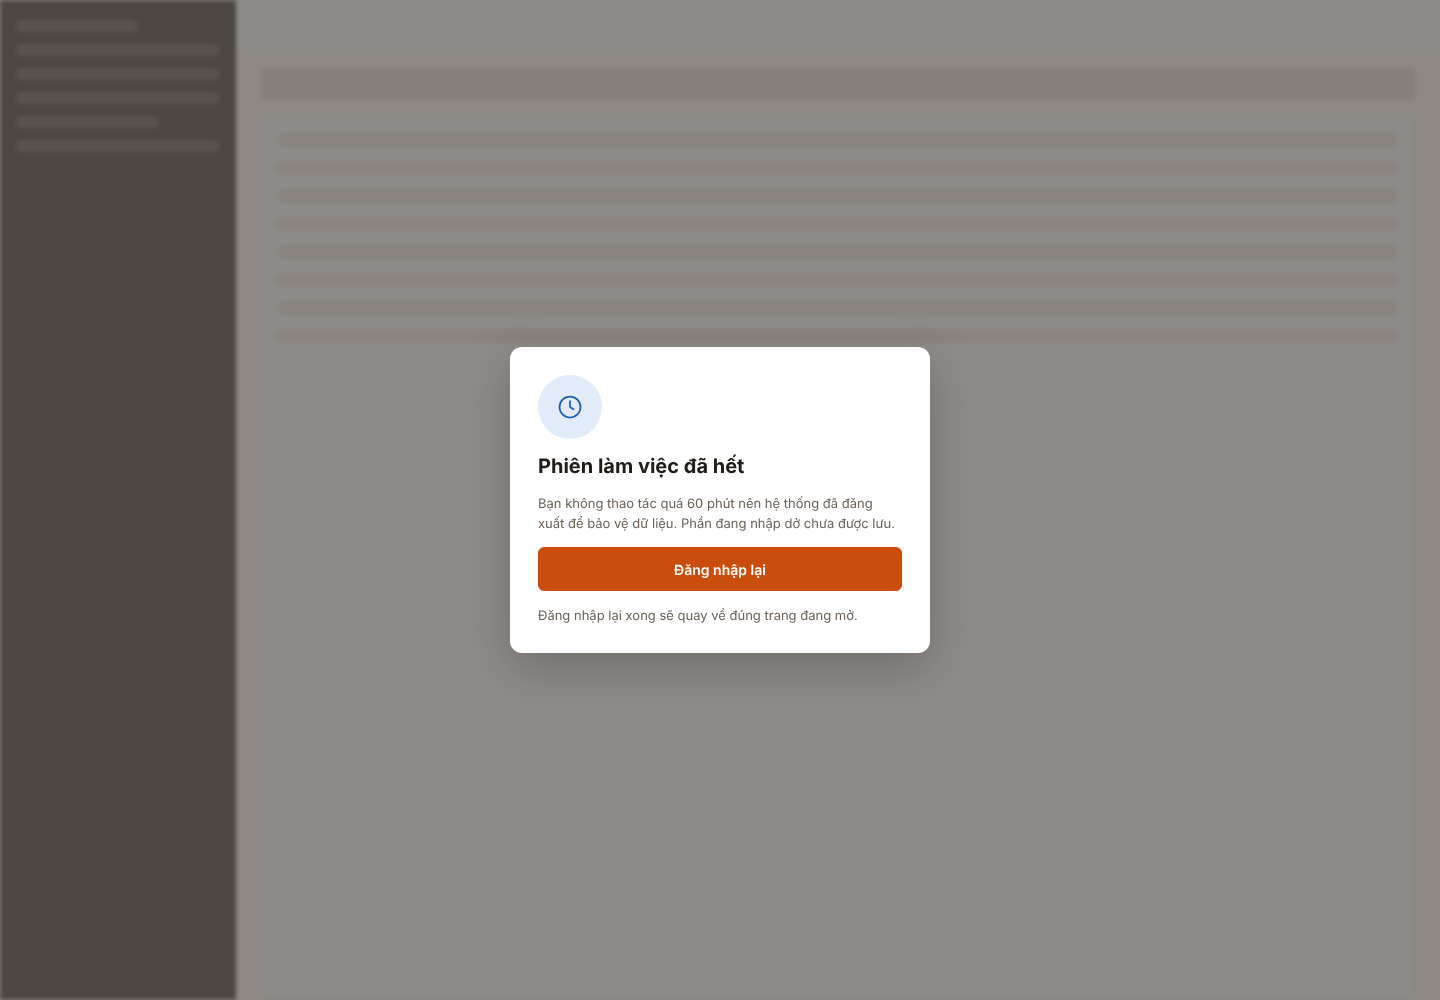 Phiên làm việc đã hết
Bạn không thao tác quá 60 phút nên hệ thống đã đăng
xuất để bảo vệ dữ liệu. Phần đang nhập dở chưa được lưu.
Đăng nhập lại
Đăng nhập lại xong sẽ quay về đúng trang đang mở.